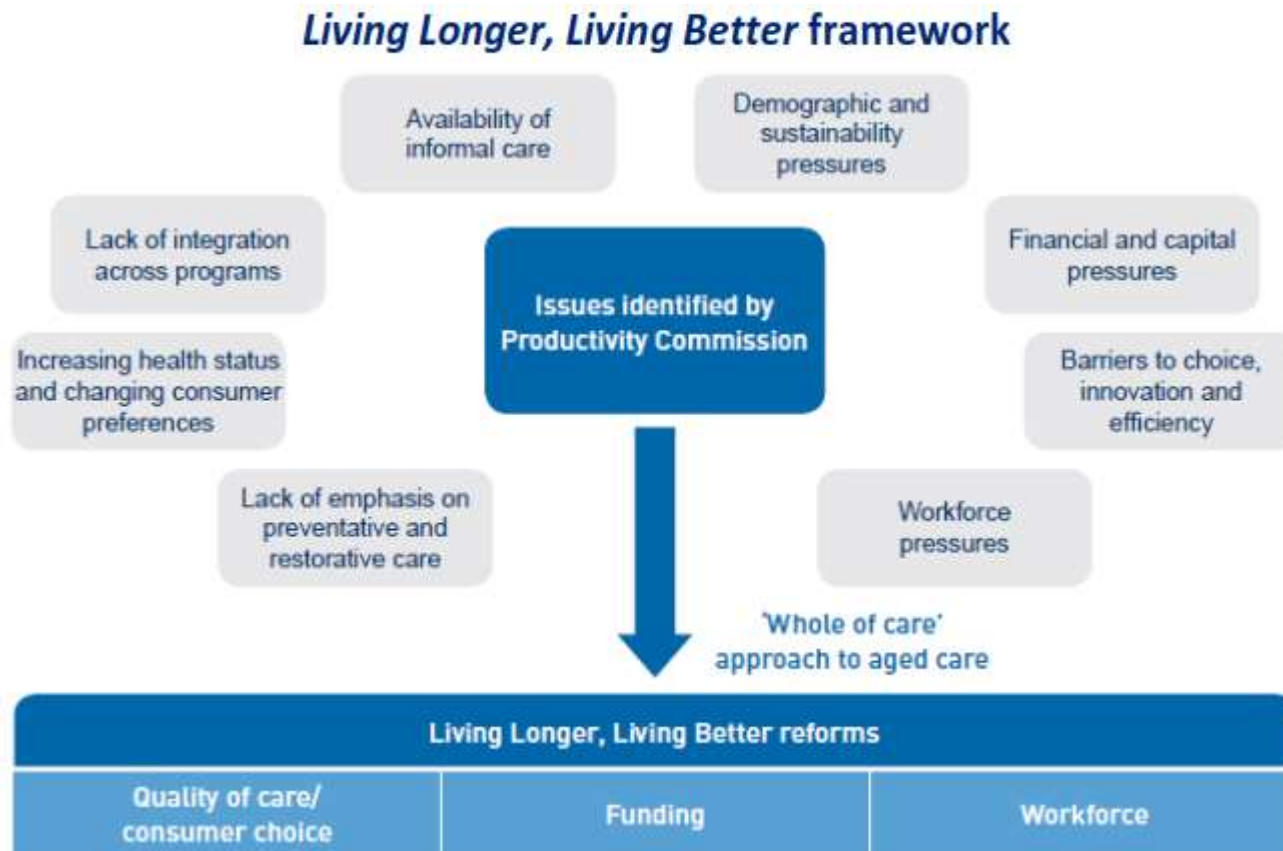 Living Longer, Living Better framework
Availability of
informal care
Demographic and
sustainability
pressures
Lack of integration
across programs
Financial and capital
pressures
Issues identified by
Productivity Commission
Increasing health status
and changing consumer
preferences
Barriers to choice,
innovation and
efficiency
Lack of emphasis on
preventative and
restorative care
Workforce
pressures
'Whole of care'
approach to aged care
Living Longer, Living Better reforms
Quality of care/
consumer choice
Funding
Workforce